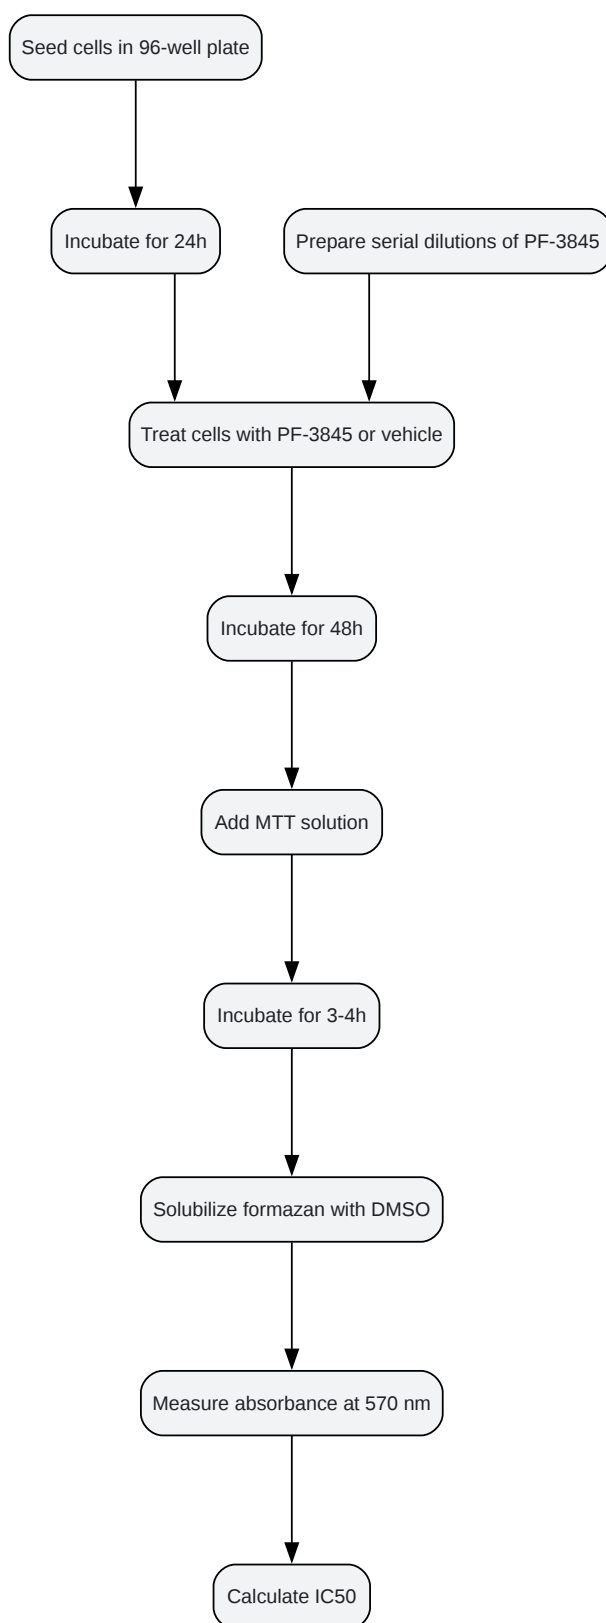 Seed cells in 96-well plate
Incubate for 24h
Prepare serial dilutions of PF-3845
Treat cells with PF-3845 or vehicle
Incubate for 48h
Add MTT solution
Incubate for 3-4h
Solubilize formazan with DMSO
Measure absorbance at 570 nm
Calculate IC50